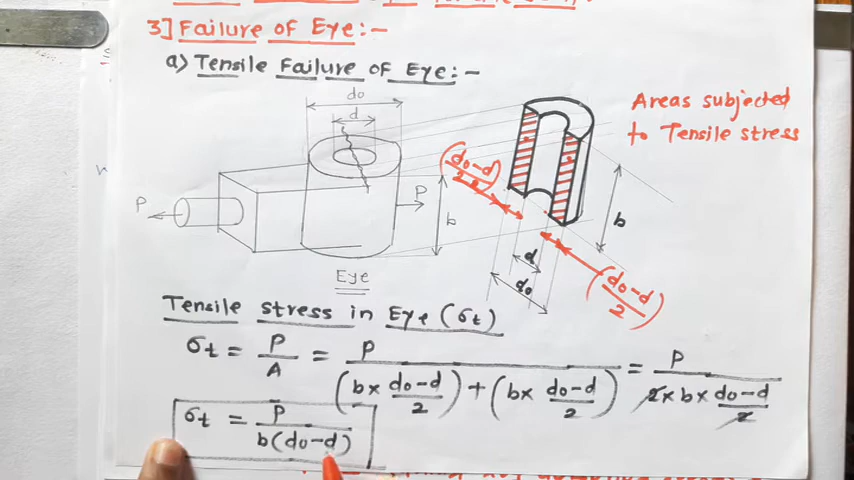 3] Failure of Eye:-
a) Tensile Failure of Eye:-
do
d
Areas subjected
to Tensile stress
(do-d/2)
P
P
b
b
d
do
(do-d/2)
Eye
Tensile stress in Eye (σt)
σt = P/A = P/((b× do-d/2)+(b× do-d/2)) = P/(2×b× do-d/2)
σt = P/b(do-d)